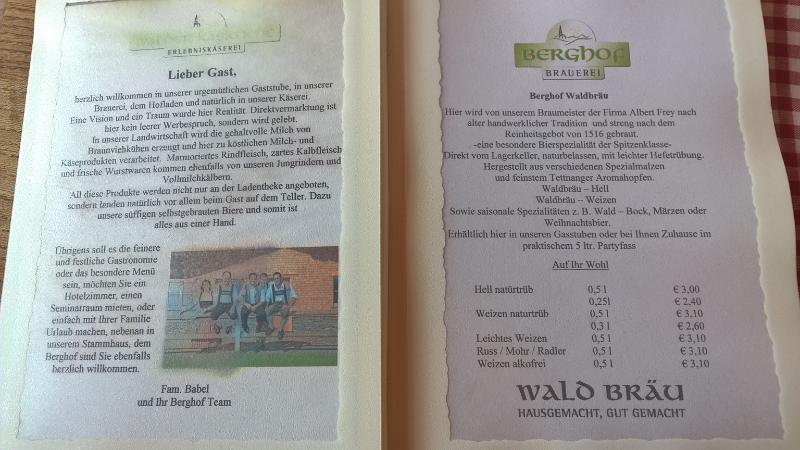 ERLEBNISKÄSEREI
Lieber Gast,
herzlich willkommen in unserer urgemütlichen Gaststube, in unserer
Brauerei, dem Hofladen und natürlich in unserer Käserei.
Eine Vision und ein Traum wurde hier Realität. Direktvermarktung ist
hier kein leerer Werbespruch, sondern wird gelebt.
In unserer Landwirtschaft wird die gehaltvolle Milch von
Braunviehkühen erzeugt und hier zu köstlichen Milch- und
Käseprodukten verarbeitet. Marmoriertes Rindfleisch, zartes Kalbfleisch
und frische Wurstwaren kommen ebenfalls von unseren Jungrindern und
Vollmilchkälbern.
All diese Produkte werden nicht nur an der Ladentheke angeboten,
sondern landen natürlich vor allem beim Gast auf dem Teller. Dazu
unsere süffigen selbstgebrauten Biere und somit ist
alles aus einer Hand.
Übrigens soll es die feinere
und festliche Gastronomie
oder das besondere Menü
sein, möchten Sie ein
Hotelzimmer, einen
Seminarraum mieten, oder
einfach mit Ihrer Familie
Urlaub machen, nebenan in
unserem Stammhaus, dem
Berghof sind Sie ebenfalls
herzlich willkommen.
Fam. Babel
und Ihr Berghof Team
BERGHOF
BRAUEREI
Berghof Waldbräu
Hier wird von unserem Braumeister der Firma Albert Frey nach
alter handwerklicher Tradition und streng nach dem
Reinheitsgebot von 1516 gebraut.
-eine besondere Bierspezialität der Spitzenklasse-
Direkt vom Lagerkeller, naturbelassen, mit leichter Hefetrübung.
Hergestellt aus verschiedenen Spezialmalzen
und feinstem Tettnanger Aromahopfen.
Waldbräu – Hell
Waldbräu – Weizen
Sowie saisonale Spezialitäten z. B. Wald – Bock, Märzen oder
Weihnachtsbier.
Erhältlich hier in unseren Gasstuben oder bei Ihnen Zuhause im
praktischem 5 ltr. Partyfass
Auf Ihr Wohl
Hell natürtrüb 0,5 l € 3,00
0,25l € 2,40
Weizen naturtrüb 0,5 l € 3,10
0,3 l € 2,60
Leichtes Weizen 0,5 l € 3,10
Russ / Mohr / Radler 0,5 l € 3,10
Weizen alkofrei 0,5 l € 3,10
WALD BRÄU
HAUSGEMACHT, GUT GEMACHT